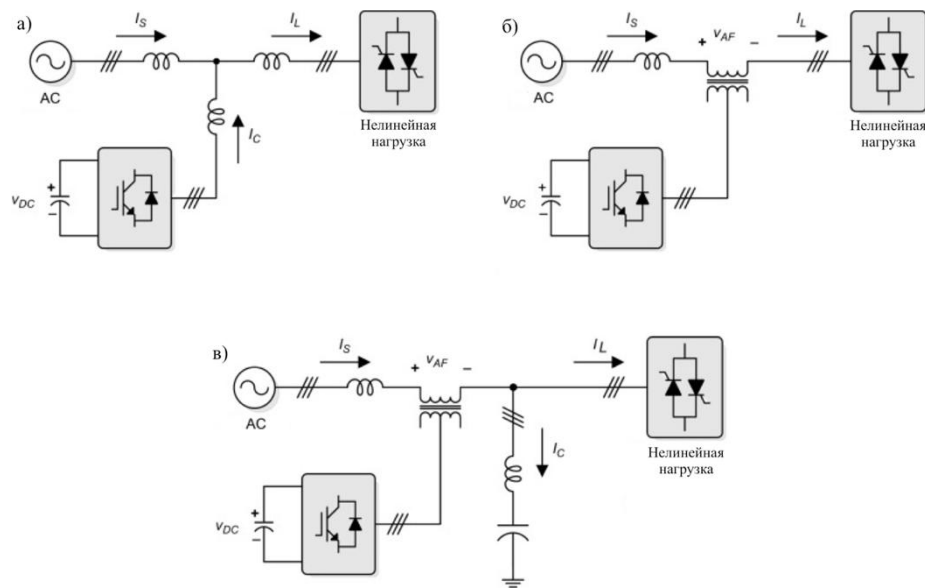 а)
I_S
I_L
AC
I_C
Нелинейная
нагрузка
v_DC
+
−
б)
I_S
+ v_AF −
I_L
AC
Нелинейная
нагрузка
v_DC
+
−
в)
I_S
+ v_AF −
I_L
AC
I_C
Нелинейная
нагрузка
v_DC
+
−